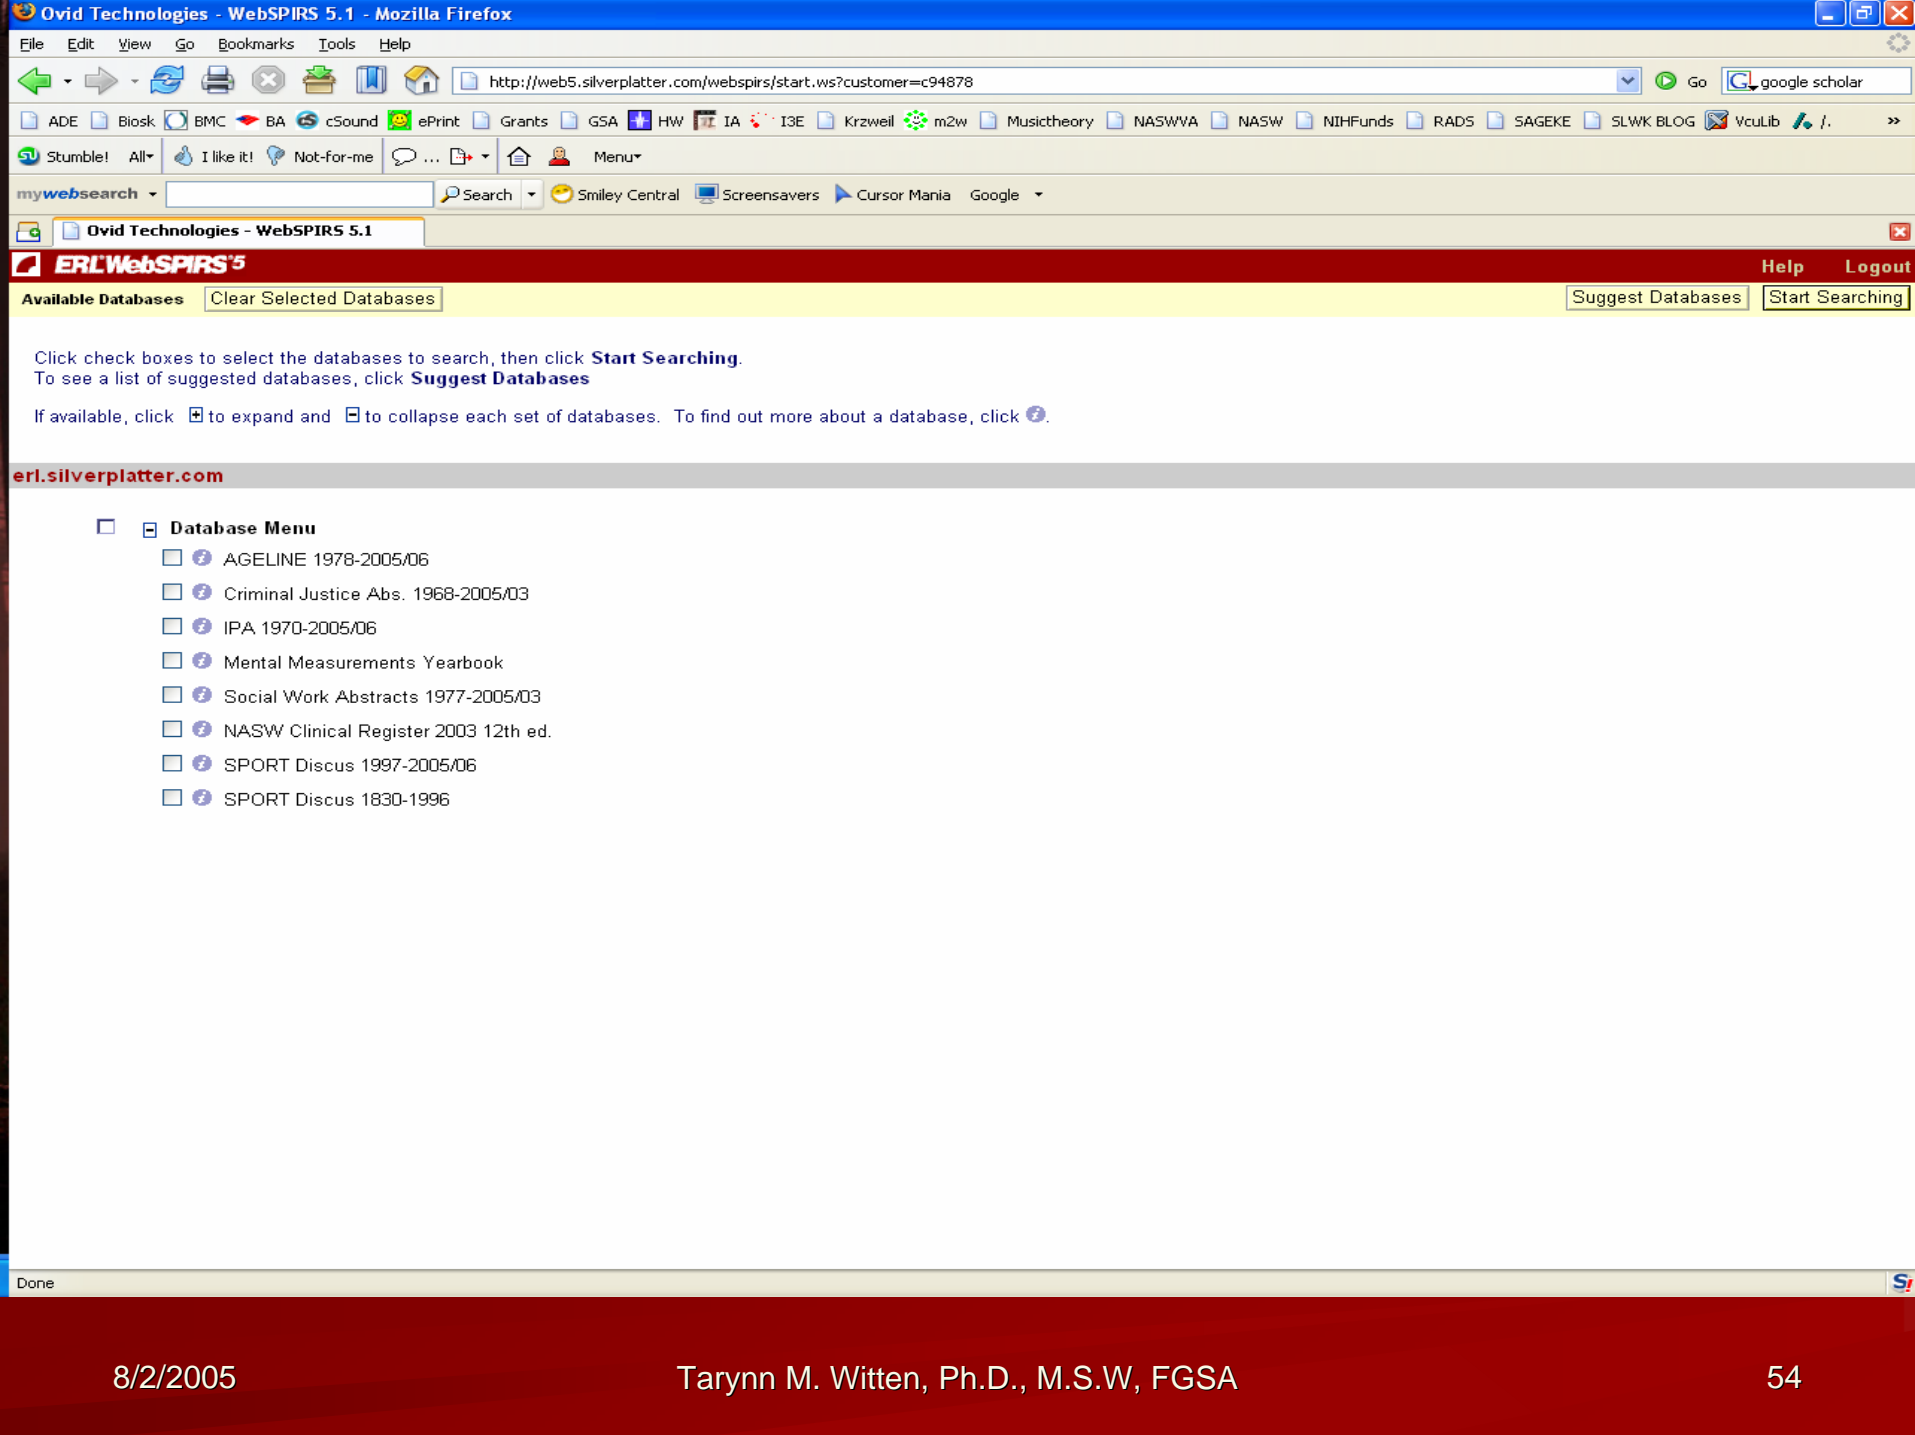 Ovid Technologies - WebSPIRS 5.1 - Mozilla Firefox
File Edit View Go Bookmarks Tools Help
http://web5.silverplatter.com/webspirs/start.ws?customer=c94878 Go G google scholar
ADE Biosk BMC BA cSound ePrint Grants GSA HW IA I3E Krzweil m2w Musictheory NASWVA NASW NIHFunds RADS SAGEKE SLWK BLOG VcuLib /. »
Stumble! All I like it! Not-for-me ... Menu
mywebsearch Search Smiley Central Screensavers Cursor Mania Google
Ovid Technologies - WebSPIRS 5.1
ERL WebSPIRS 5 Help Logout
Available Databases Clear Selected Databases Suggest Databases Start Searching
Click check boxes to select the databases to search, then click Start Searching.
To see a list of suggested databases, click Suggest Databases
If available, click to expand and to collapse each set of databases. To find out more about a database, click .
erl.silverplatter.com
Database Menu
AGELINE 1978-2005/06
Criminal Justice Abs. 1968-2005/03
IPA 1970-2005/06
Mental Measurements Yearbook
Social Work Abstracts 1977-2005/03
NASW Clinical Register 2003 12th ed.
SPORT Discus 1997-2005/06
SPORT Discus 1830-1996
Done
8/2/2005 Tarynn M. Witten, Ph.D., M.S.W, FGSA 54